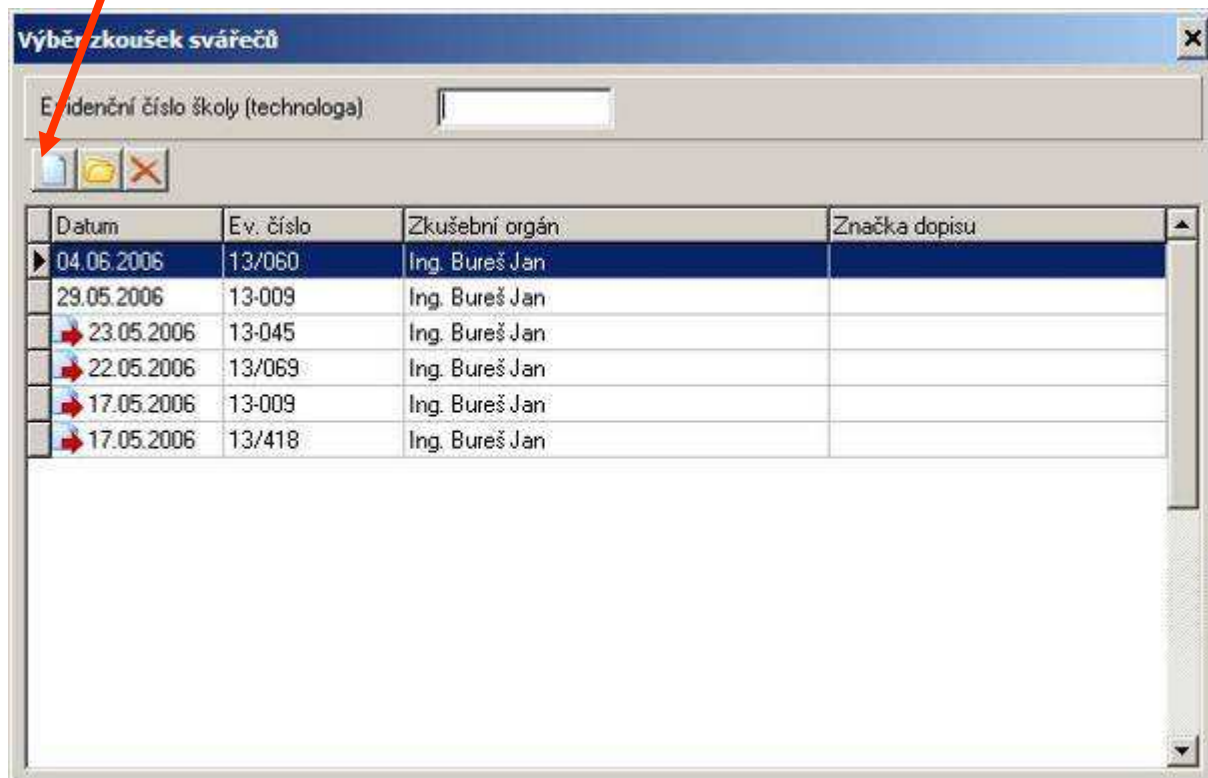 Výběr zkoušek svářečů
Evidenční číslo školy (technologa)
Datum Ev. číslo Zkušební orgán Značka dopisu
04.06.2006 13/060 Ing. Bureš Jan
29.05.2006 13-009 Ing. Bureš Jan
23.05.2006 13-045 Ing. Bureš Jan
22.05.2006 13/069 Ing. Bureš Jan
17.05.2006 13-009 Ing. Bureš Jan
17.05.2006 13/418 Ing. Bureš Jan